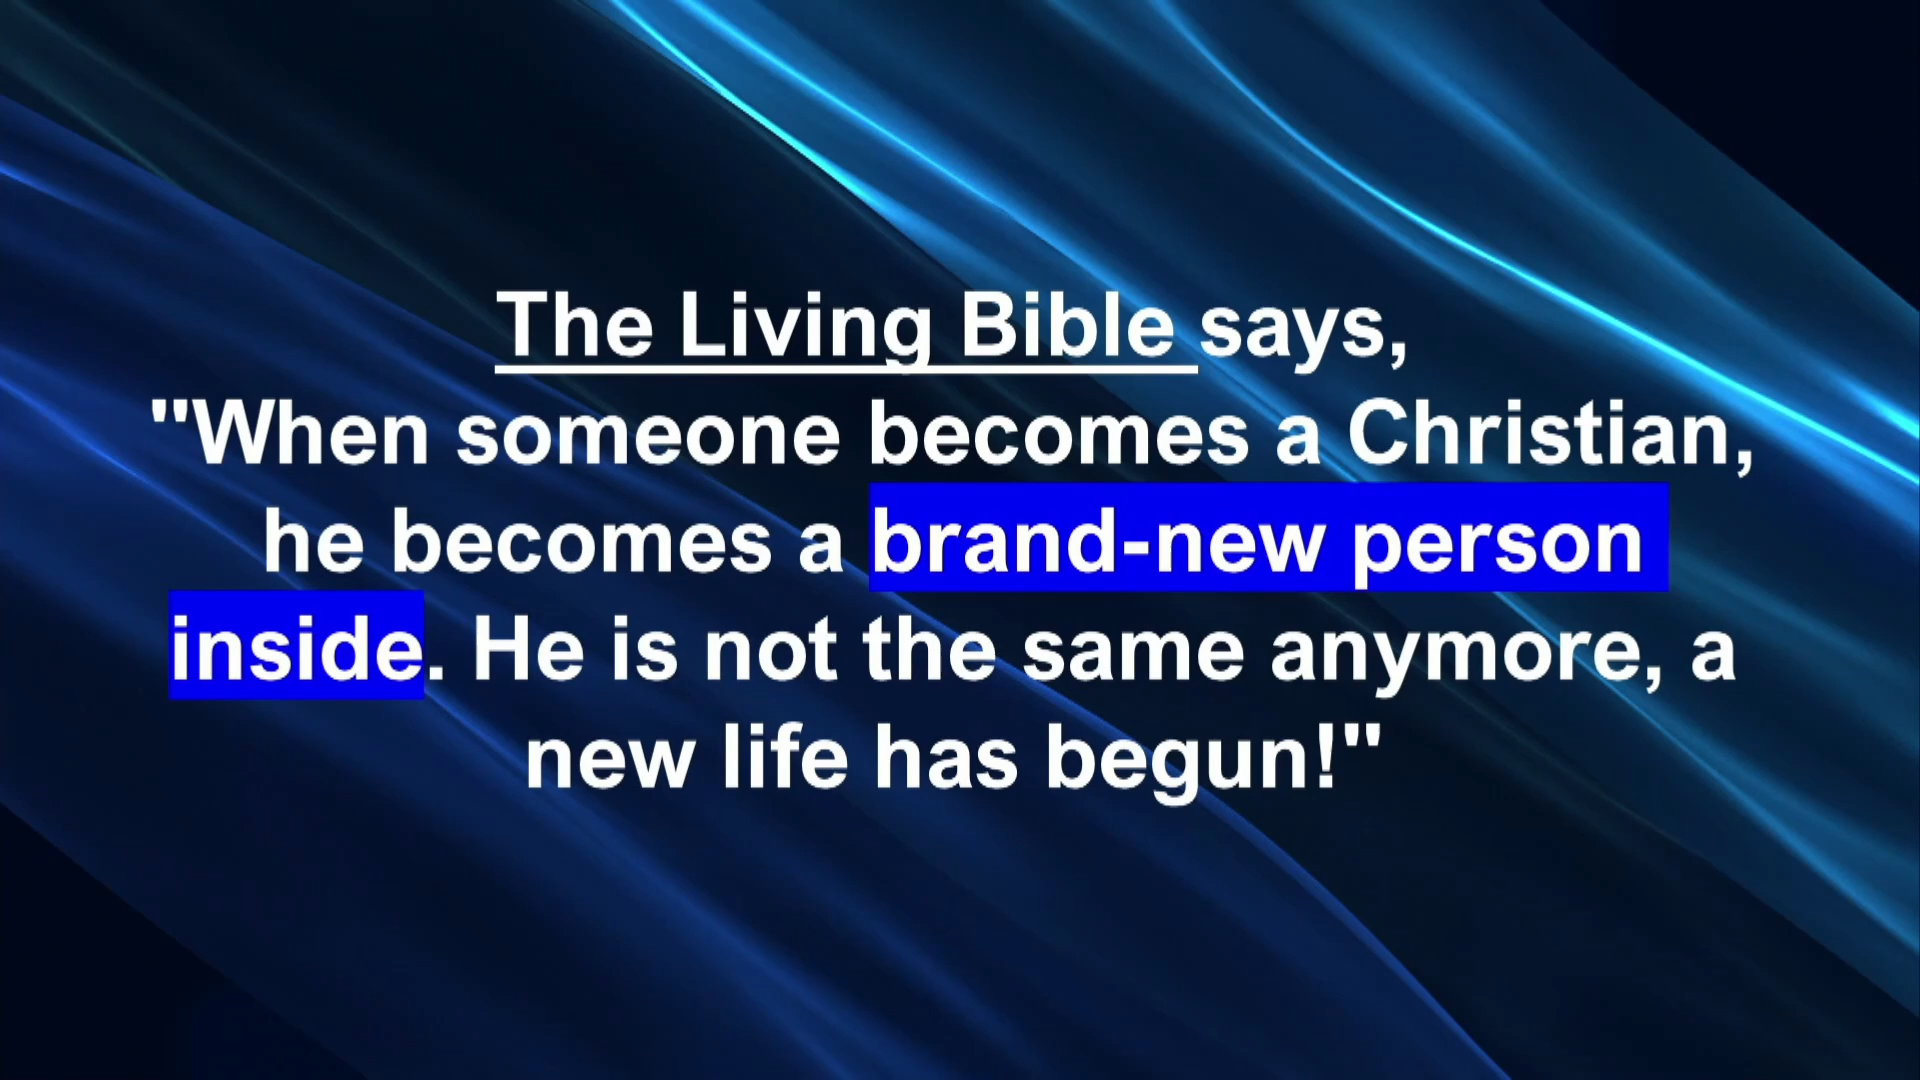 The Living Bible says,
"When someone becomes a Christian,
he becomes a brand-new person
inside. He is not the same anymore, a
new life has begun!"